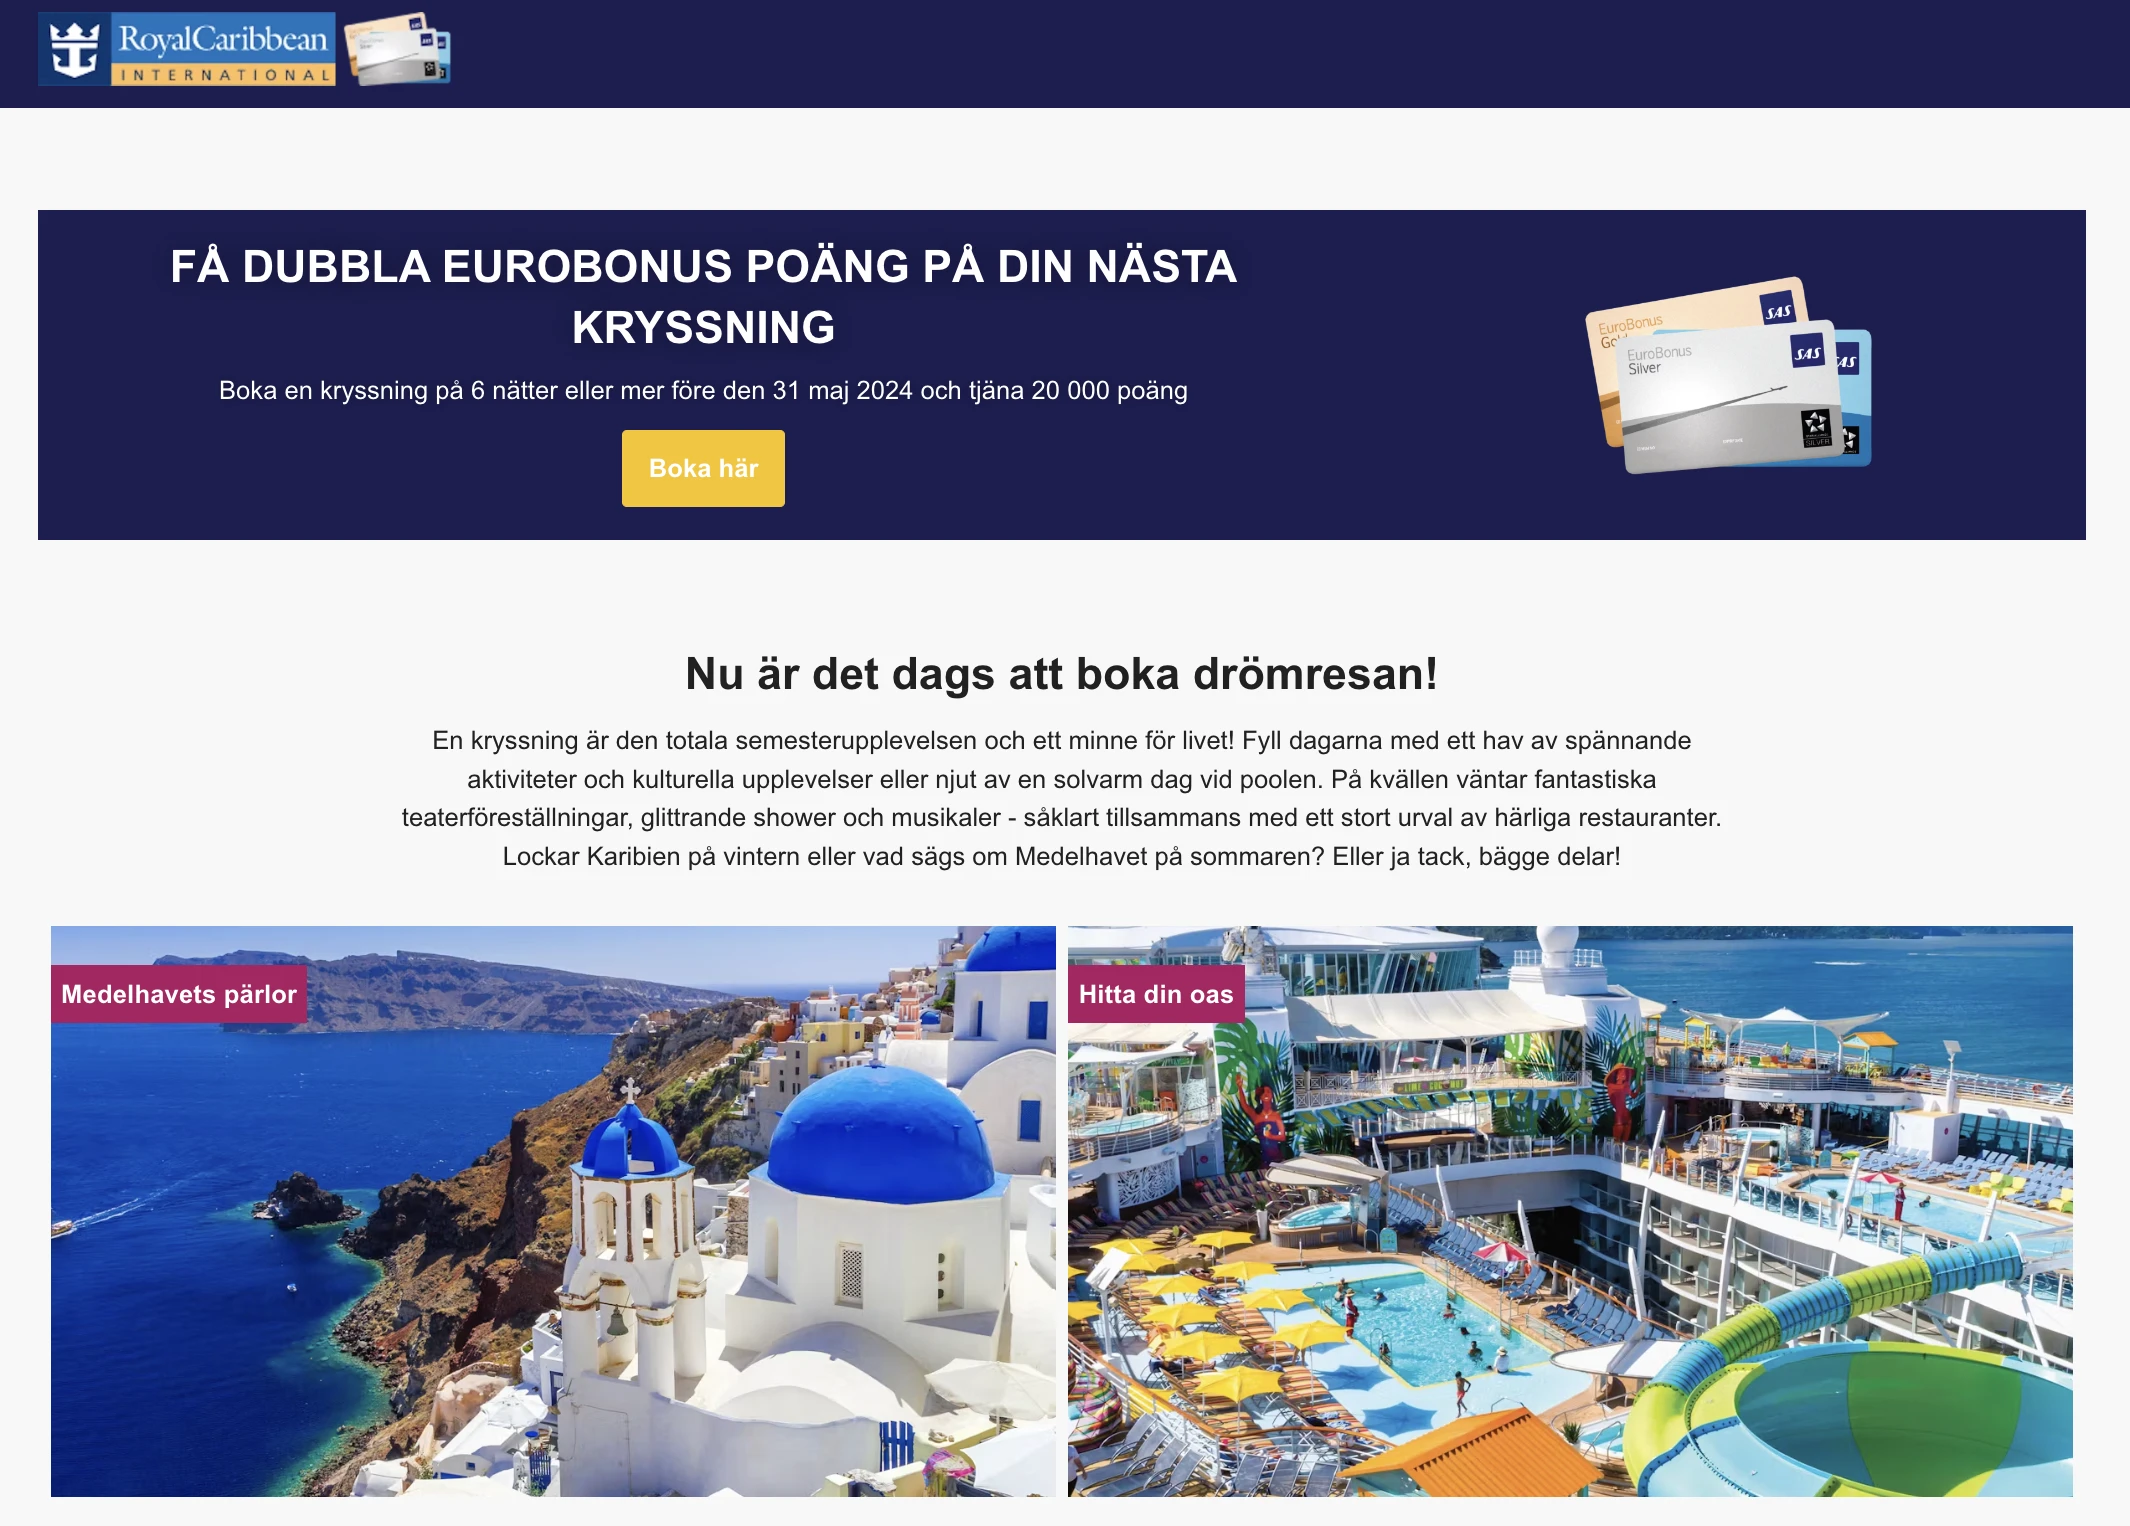 RoyalCaribbean
INTERNATIONAL
FÅ DUBBLA EUROBONUS POÄNG PÅ DIN NÄSTA
KRYSSNING
Boka en kryssning på 6 nätter eller mer före den 31 maj 2024 och tjäna 20 000 poäng
Boka här
EuroBonus
SAS
EuroBonus
Silver
SAS
SILVER
Nu är det dags att boka drömresan!
En kryssning är den totala semesterupplevelsen och ett minne för livet! Fyll dagarna med ett hav av spännande
aktiviteter och kulturella upplevelser eller njut av en solvarm dag vid poolen. På kvällen väntar fantastiska
teaterföreställningar, glittrande shower och musikaler - såklart tillsammans med ett stort urval av härliga restauranter.
Lockar Karibien på vintern eller vad sägs om Medelhavet på sommaren? Eller ja tack, bägge delar!
Medelhavets pärlor
Hitta din oas